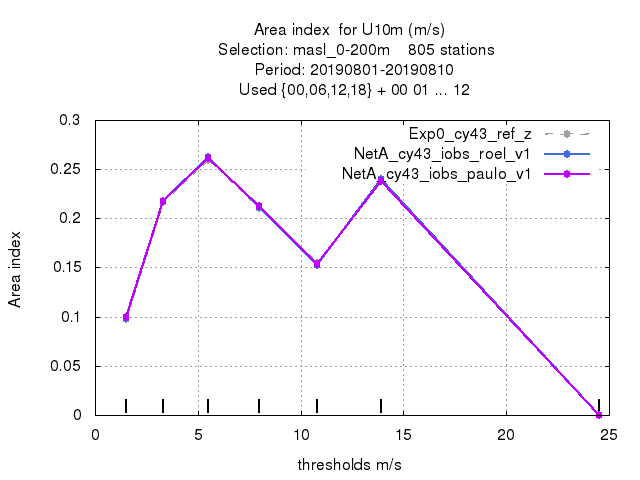 Area index  for U10m (m/s)
Selection: masl_0-200m    805 stations
Period: 20190801-20190810
Used {00,06,12,18} + 00 01 ... 12
Exp0_cy43_ref_z
NetA_cy43_iobs_roel_v1
NetA_cy43_iobs_paulo_v1
0.3
0.25
0.2
0.15
0.1
0.05
0
Area index
0 5 10 15 20 25
thresholds m/s